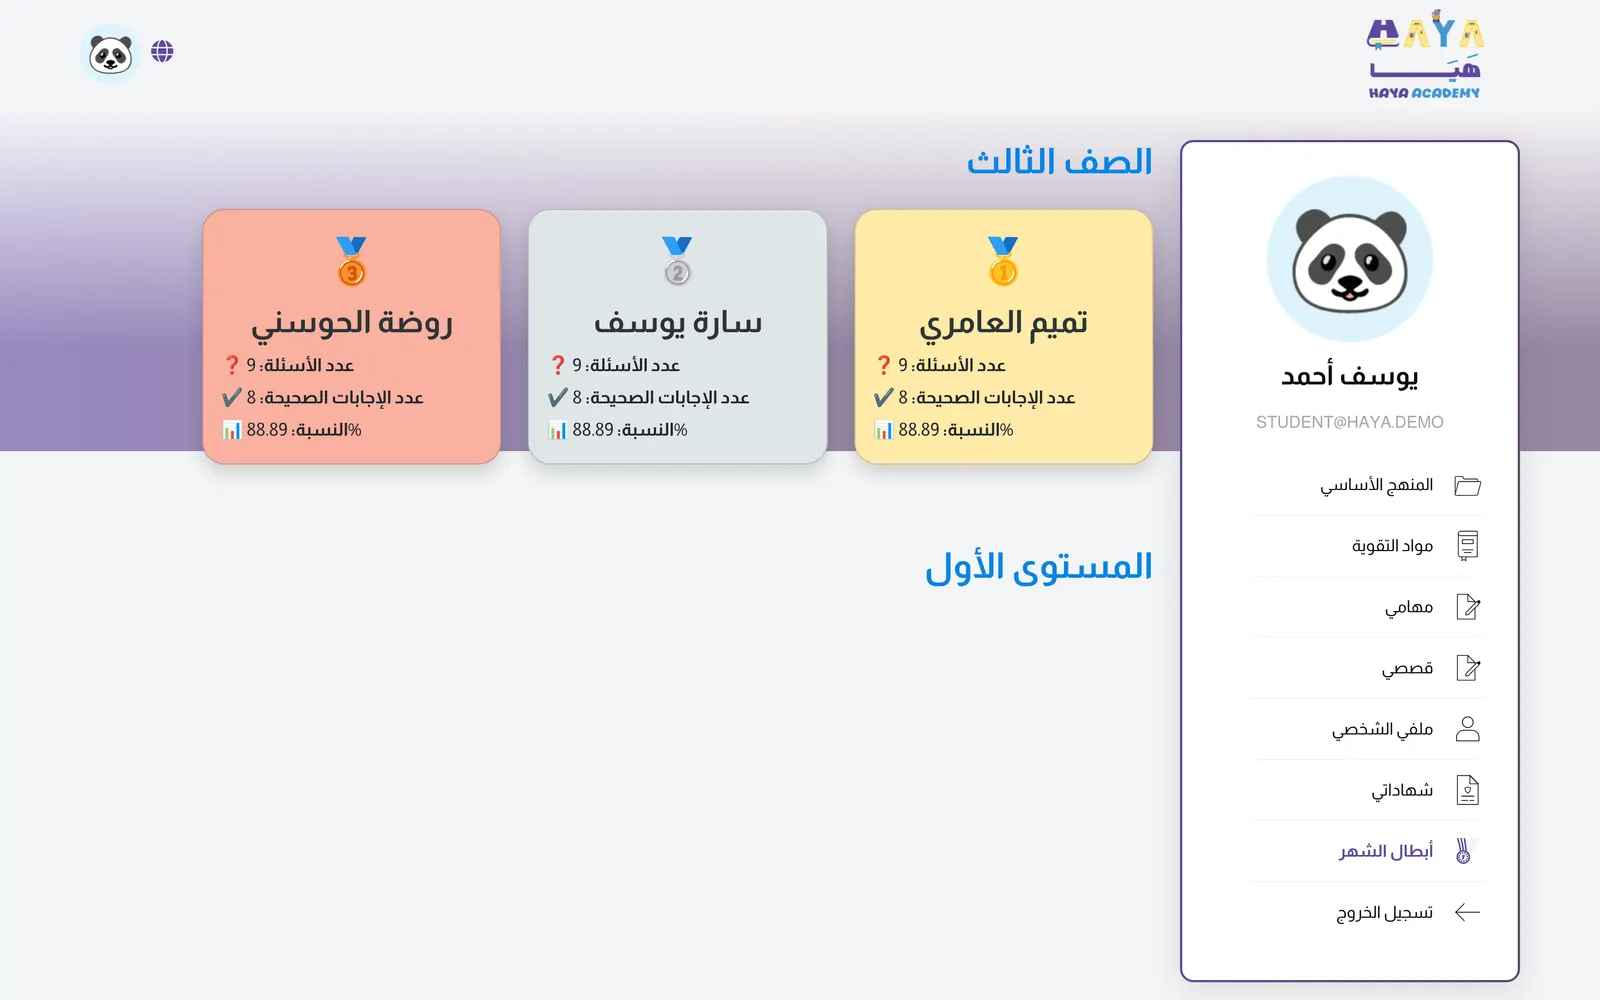 HAYA
هَيَا
HAYA ACADEMY
يوسف أحمد
STUDENT@HAYA.DEMO
المنهج الأساسي
مواد التقوية
مهامي
قصصي
ملفي الشخصي
شهاداتي
أبطال الشهر
تسجيل الخروج
الصف الثالث
1
تميم العامري
عدد الأسئلة: 9 ❓
عدد الإجابات الصحيحة: 8 ✔
%النسبة: 88.89 📊
2
سارة يوسف
عدد الأسئلة: 9 ❓
عدد الإجابات الصحيحة: 8 ✔
%النسبة: 88.89 📊
3
روضة الحوسني
عدد الأسئلة: 9 ❓
عدد الإجابات الصحيحة: 8 ✔
%النسبة: 88.89 📊
المستوى الأول